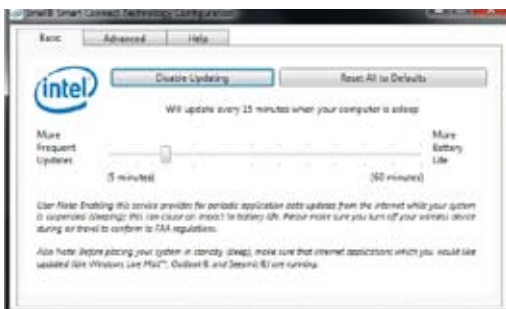 Intel® Smart Connect Technology Configuration
Basic Advanced Help
intel
Disable Updating Reset All to Defaults
Will update every 15 minutes when your computer is asleep
More Frequent Updates
More Battery Life
(5 minutes) (60 minutes)
User Note: Enabling this service provides for periodic application data updates from the internet while your system
is suspended (sleeping); this can cause an impact to battery life. Please make sure you turn off your wireless device
during air travel to conform to FAA regulations.
Also Note: Before placing your system in standby (sleep), make sure that internet applications which you would like
updated (like Windows Live Mail™, Outlook® and Seesmic®) are running.